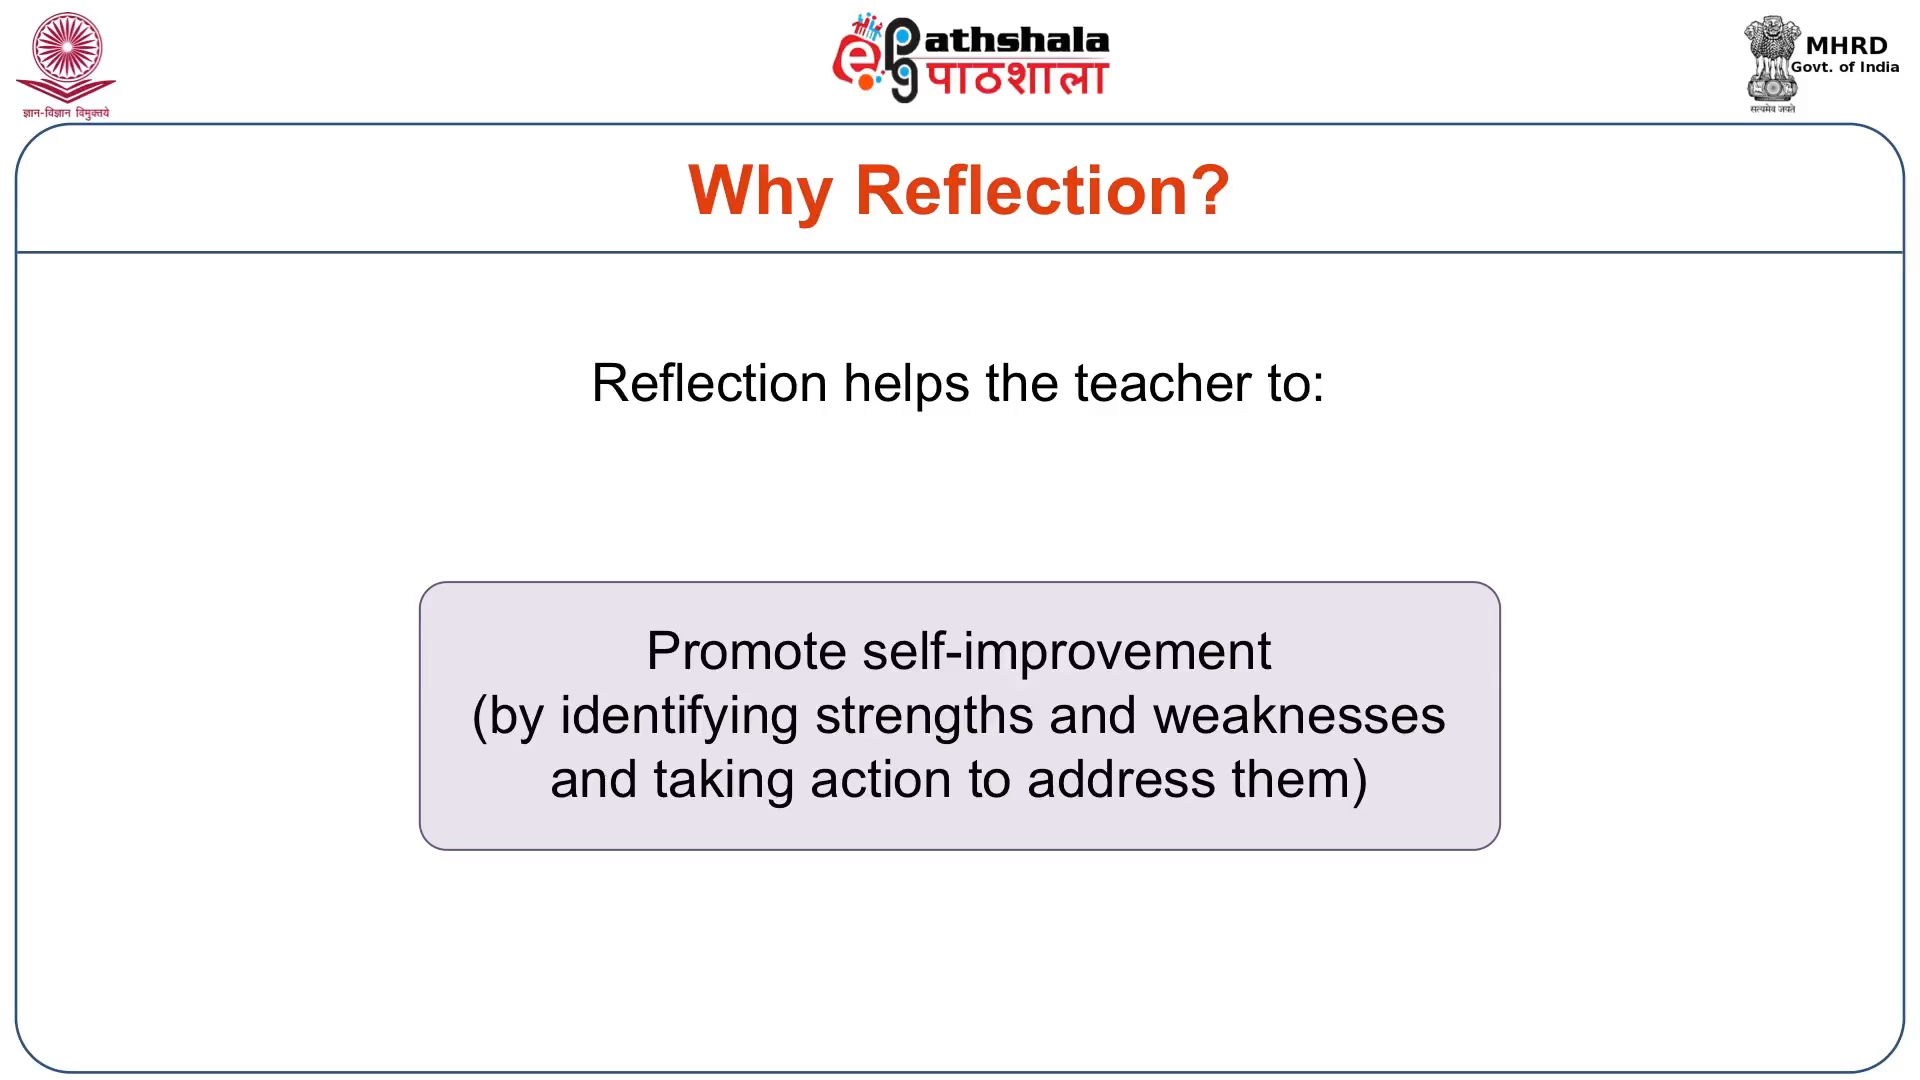 ज्ञान-विज्ञान विमुक्तये
ePathshala
पाठशाला
MHRD
Govt. of India
सत्यमेव जयते
Why Reflection?
Reflection helps the teacher to:
Promote self-improvement
(by identifying strengths and weaknesses
and taking action to address them)